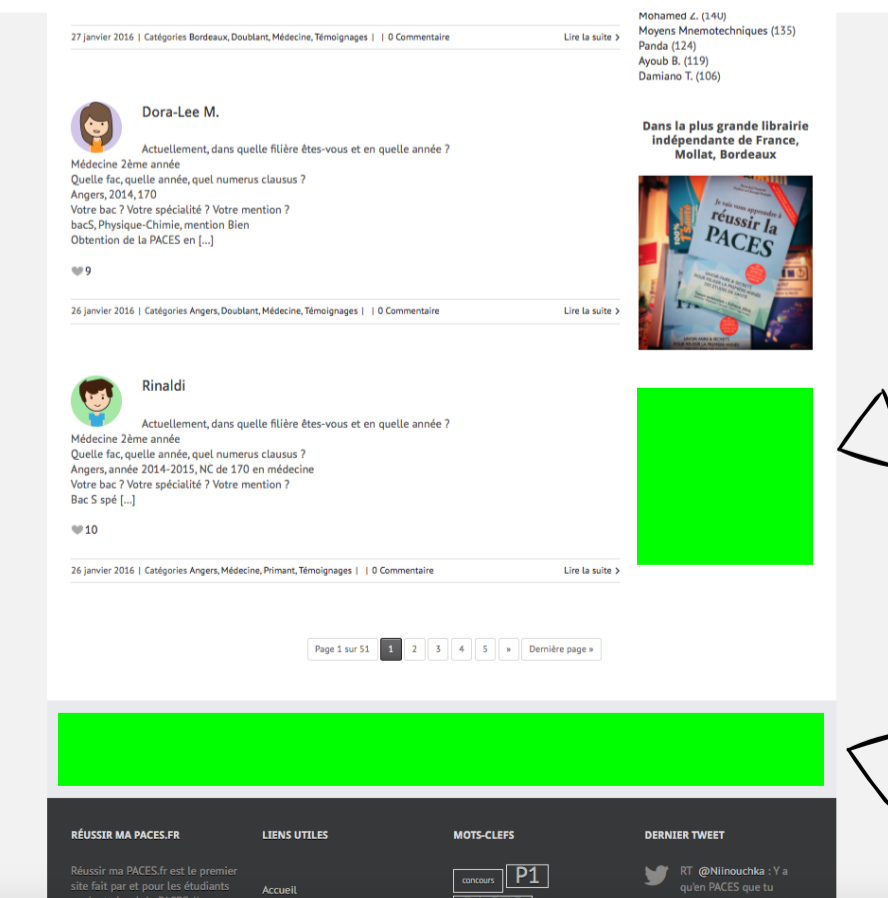 Mohamed Z. (140)
Moyens Mnemotechniques (135)
Panda (124)
Ayoub B. (119)
Damiano T. (106)
27 janvier 2016 | Catégories Bordeaux, Doublant, Médecine, Témoignages | | 0 Commentaire
Lire la suite >
Dora-Lee M.
Actuellement, dans quelle filière êtes-vous et en quelle année ?
Médecine 2ème année
Quelle fac, quelle année, quel numerus clausus ?
Angers, 2014, 170
Votre bac ? Votre spécialité ? Votre mention ?
bacS, Physique-Chimie, mention Bien
Obtention de la PACES en [...]
9
26 janvier 2016 | Catégories Angers, Doublant, Médecine, Témoignages | | 0 Commentaire
Lire la suite >
Dans la plus grande librairie
indépendante de France,
Mollat, Bordeaux
Je vais vous apprendre à
réussir la
PACES
Rinaldi
Actuellement, dans quelle filière êtes-vous et en quelle année ?
Médecine 2ème année
Quelle fac, quelle année, quel numerus clausus ?
Angers, année 2014-2015, NC de 170 en médecine
Votre bac ? Votre spécialité ? Votre mention ?
Bac S spé [...]
10
26 janvier 2016 | Catégories Angers, Médecine, Primant, Témoignages | | 0 Commentaire
Lire la suite >
Page 1 sur 51 1 2 3 4 5 » Dernière page »
RÉUSSIR MA PACES.FR
Réussir ma PACES.fr est le premier
site fait par et pour les étudiants
LIENS UTILES
Accueil
MOTS-CLEFS
concours P1
DERNIER TWEET
RT @Niinouchka : Y a
qu'en PACES que tu